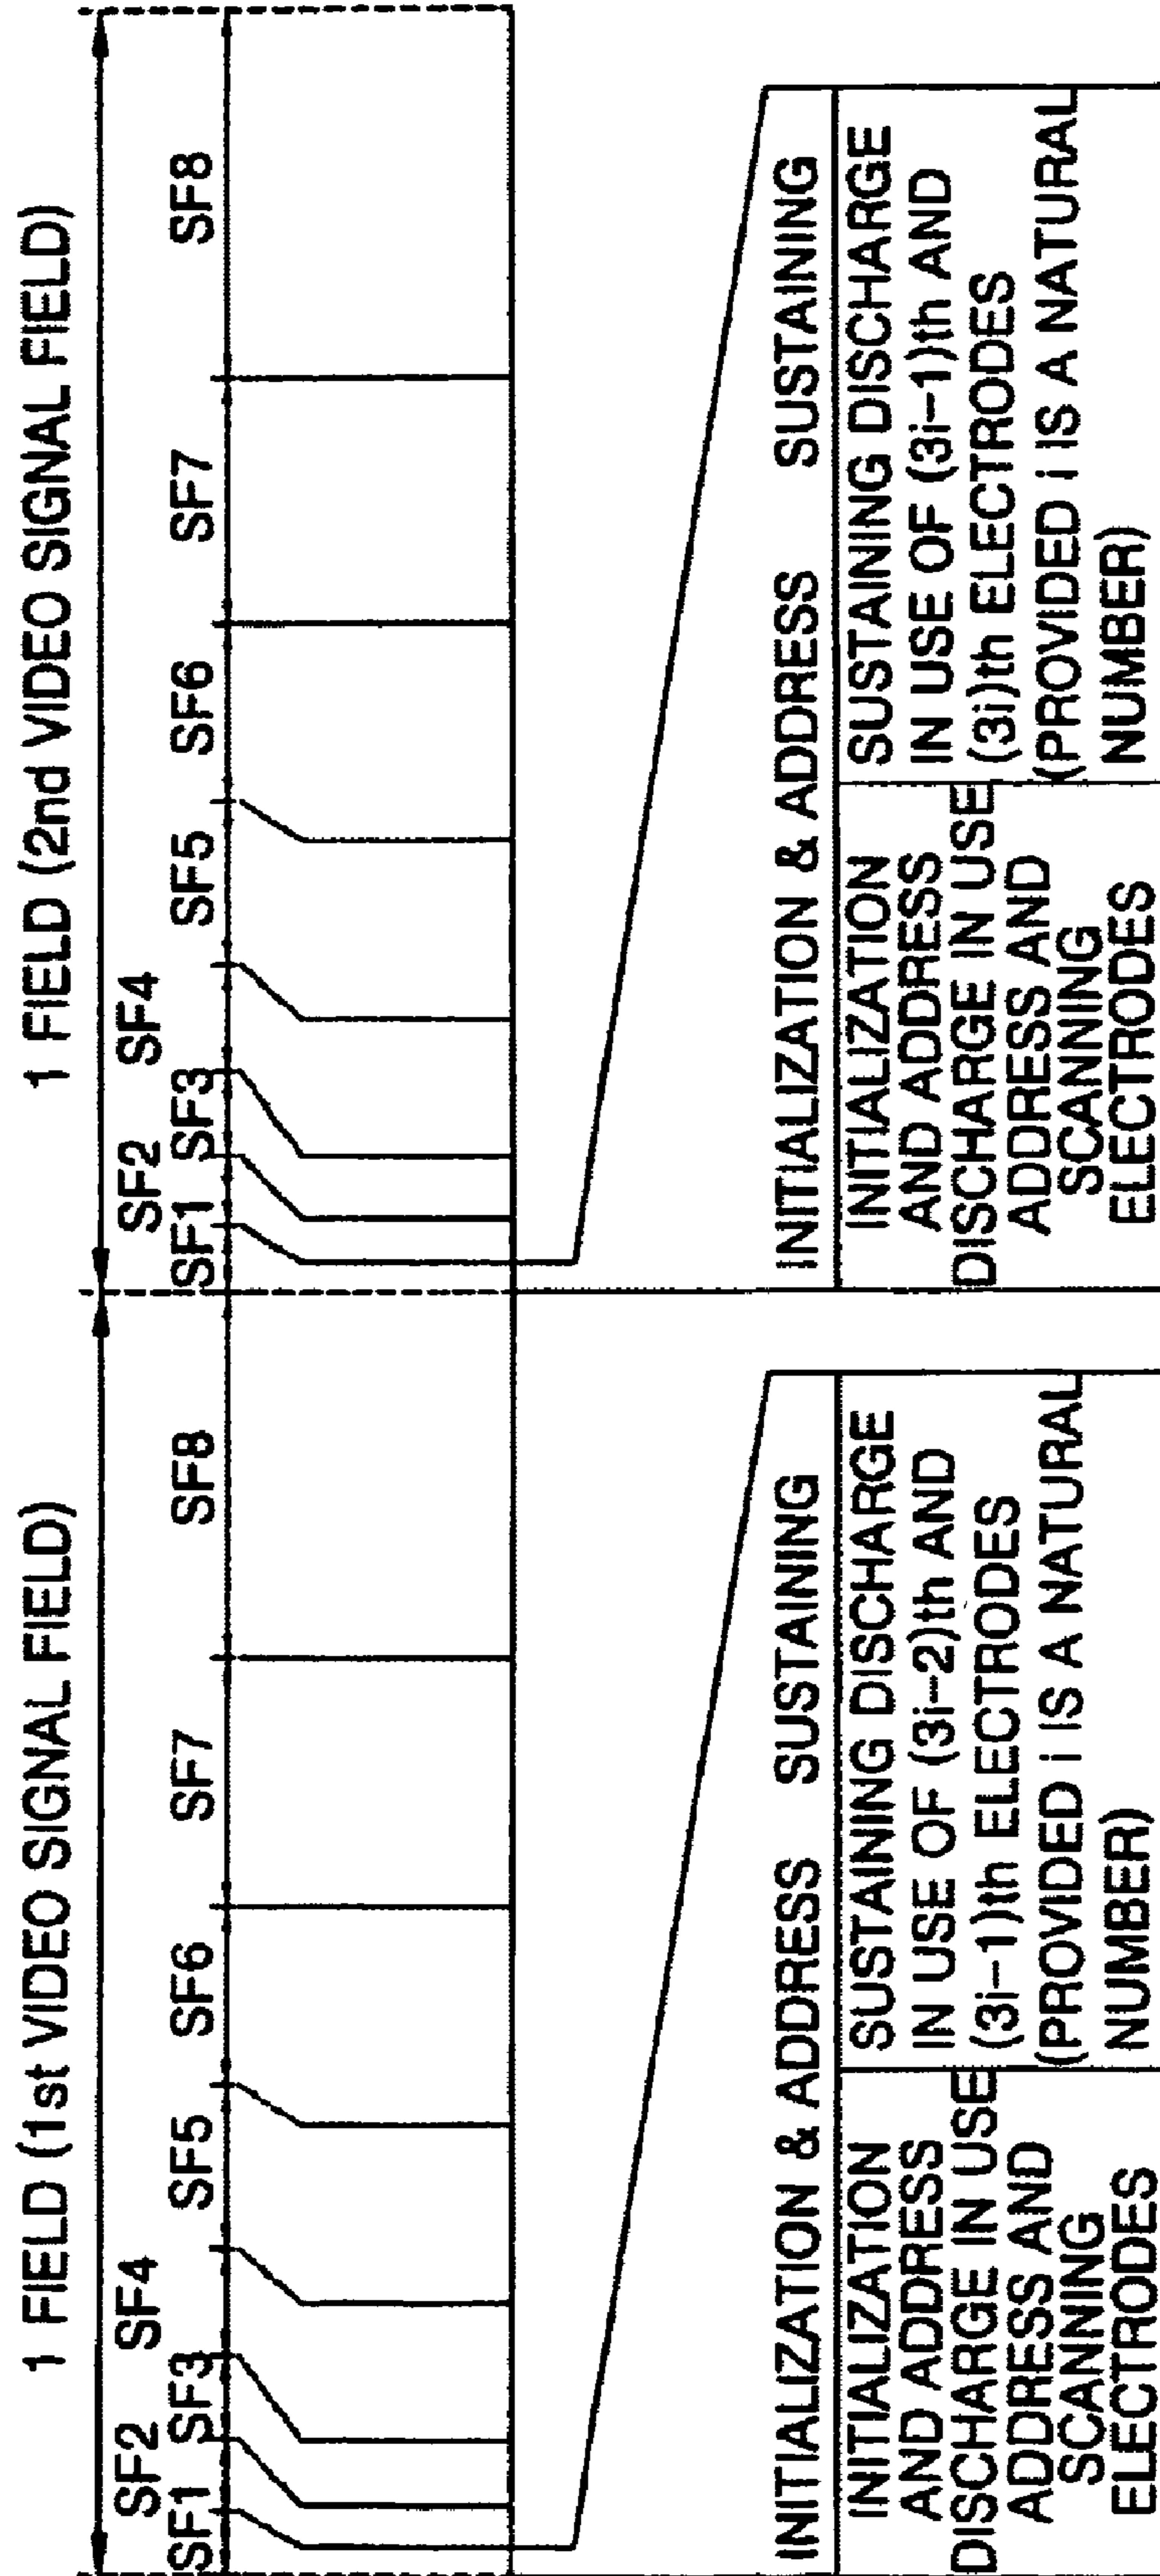 1 FIELD (1st VIDEO SIGNAL FIELD)
SF1
SF2
SF3
SF4
SF5
SF6
SF7
SF8
INITIALIZATION & ADDRESS
SUSTAINING
INITIALIZATION
AND ADDRESS
DISCHARGE IN USE
ADDRESS AND
SCANNING
ELECTRODES
SUSTAINING DISCHARGE
IN USE OF (3i-2)th AND
(3i-1)th ELECTRODES
(PROVIDED i IS A NATURAL
NUMBER)
1 FIELD (2nd VIDEO SIGNAL FIELD)
SF1
SF2
SF3
SF4
SF5
SF6
SF7
SF8
INITIALIZATION & ADDRESS
SUSTAINING
INITIALIZATION
AND ADDRESS
DISCHARGE IN USE
ADDRESS AND
SCANNING
ELECTRODES
SUSTAINING DISCHARGE
IN USE OF (3i-1)th AND
(3i)th ELECTRODES
(PROVIDED i IS A NATURAL
NUMBER)